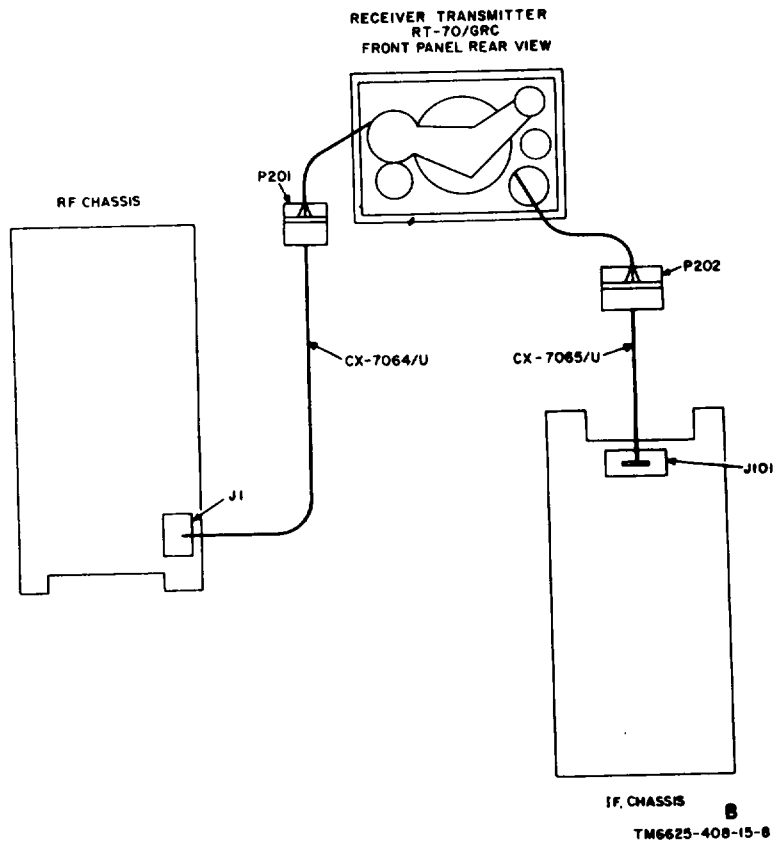 RECEIVER TRANSMITTER
RT-70/GRC
FRONT PANEL REAR VIEW
P201
RF CHASSIS
P202
CX-7064/U
CX-7065/U
J101
J1
IF. CHASSIS
B
TM6625-408-15-8